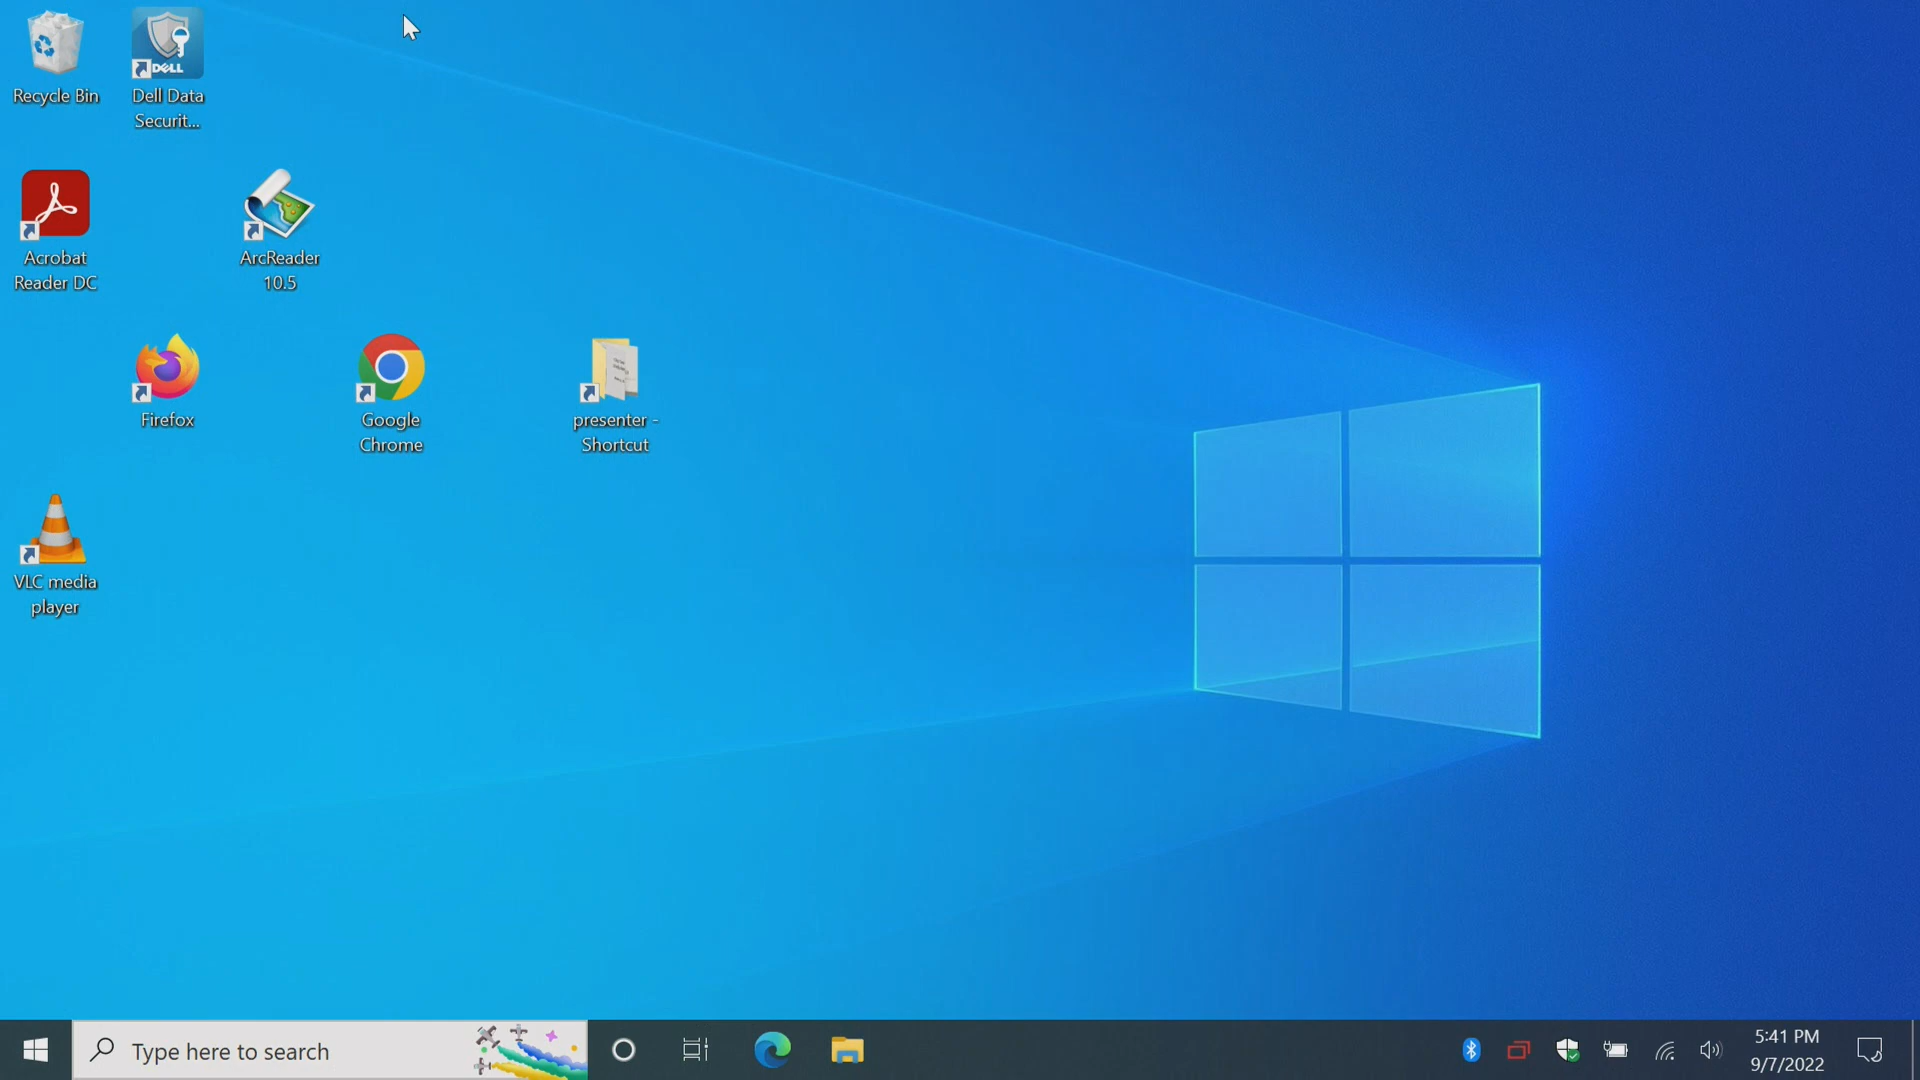 Recycle Bin
DELL
Dell Data
Securit...
Acrobat
Reader DC
ArcReader
10.5
Firefox
Google
Chrome
presenter -
Shortcut
VLC media
player
Type here to search
5:41 PM
9/7/2022